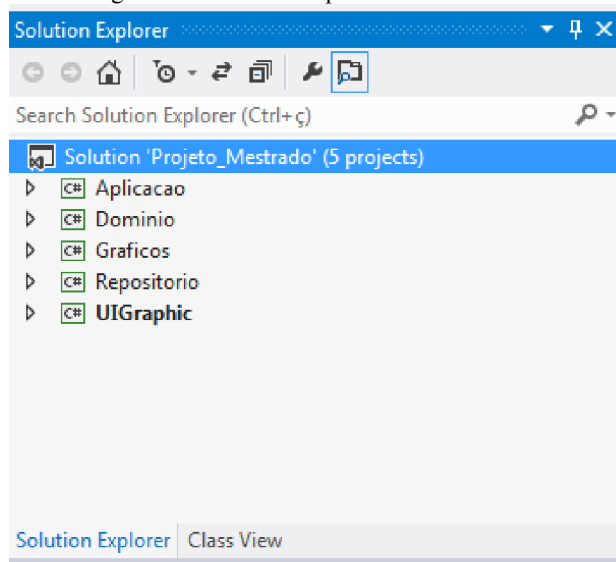 Solution Explorer
Search Solution Explorer (Ctrl+ç)
Solution 'Projeto_Mestrado' (5 projects)
C# Aplicacao
C# Dominio
C# Graficos
C# Repositorio
C# UIGraphic
Solution Explorer Class View